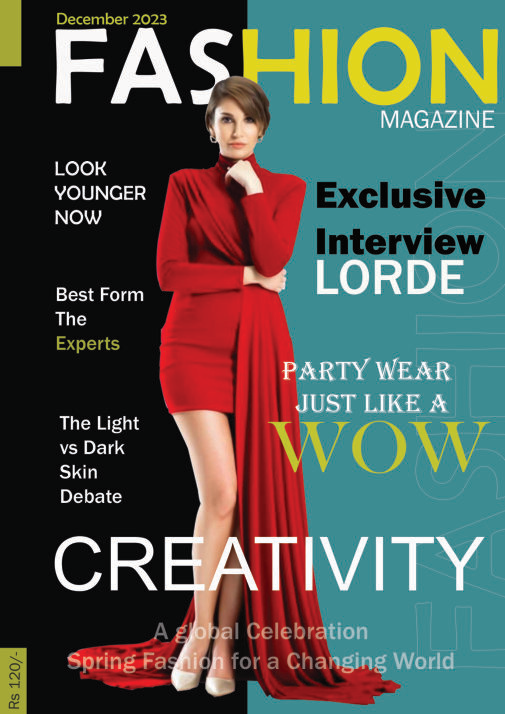 December 2023
FASHION
MAGAZINE
LOOK
YOUNGER
NOW
Exclusive
Interview
LORDE
Best Form
The
Experts
PARTY WEAR
JUST LIKE A
WOW
The Light
vs Dark
Skin
Debate
CREATIVITY
A global Celebration
Spring Fashion for a Changing World
Rs 120/-
FASHION